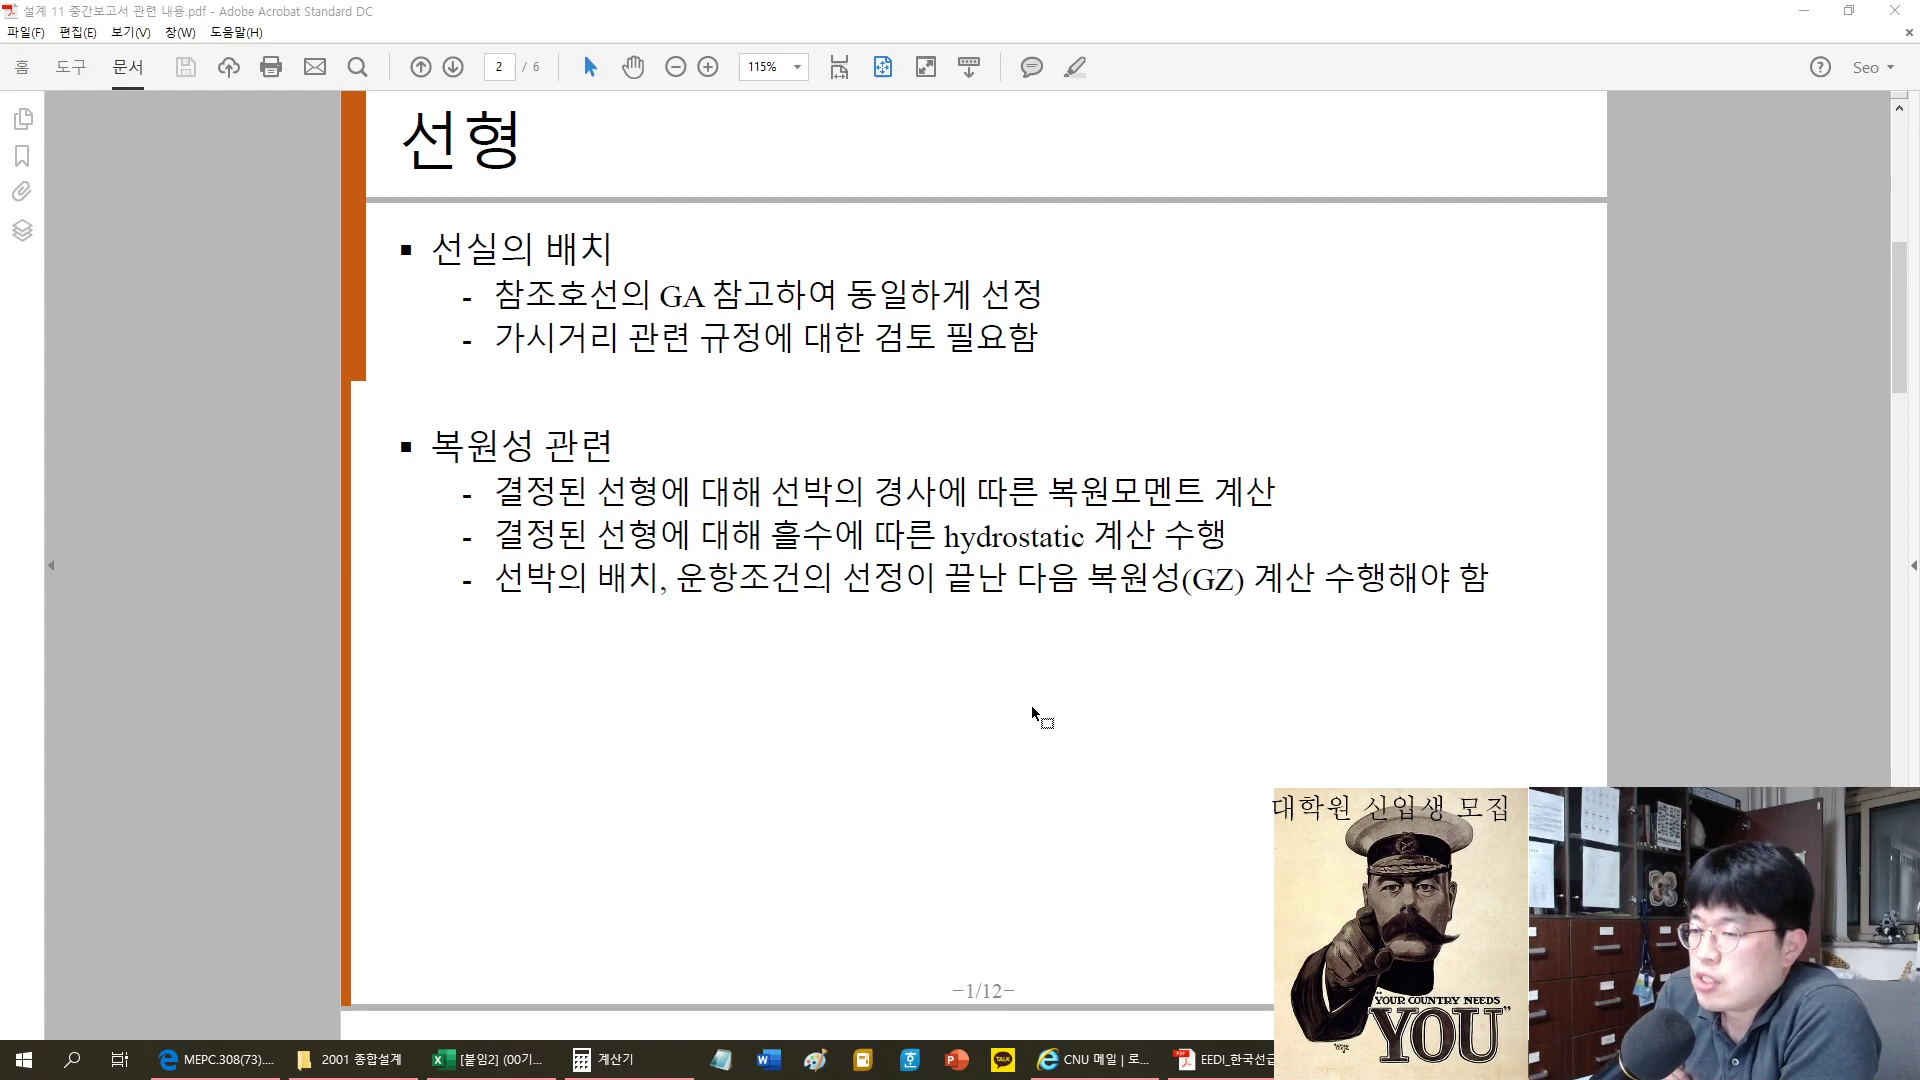 설계 11 중간보고서 관련 내용.pdf - Adobe Acrobat Standard DC
파일(F) 편집(E) 보기(V) 창(W) 도움말(H)
홈 도구 문서 2 / 6 115% Seo
선형
▪ 선실의 배치
- 참조호선의 GA 참고하여 동일하게 선정
- 가시거리 관련 규정에 대한 검토 필요함
▪ 복원성 관련
- 결정된 선형에 대해 선박의 경사에 따른 복원모멘트 계산
- 결정된 선형에 대해 흘수에 따른 hydrostatic 계산 수행
- 선박의 배치, 운항조건의 선정이 끝난 다음 복원성(GZ) 계산 수행해야 함
−1/12−
대학원 신입생 모집
"YOUR COUNTRY NEEDS
YOU"
MEPC.308(73).... 2001 종합설계 [붙임2] (00기... 계산기 TALK CNU 메일 | 로... EEDI_한국선급